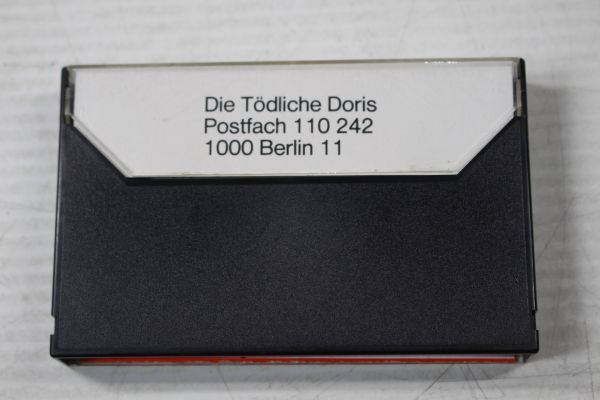 Die Tödliche Doris
Postfach 110 242
1000 Berlin 11